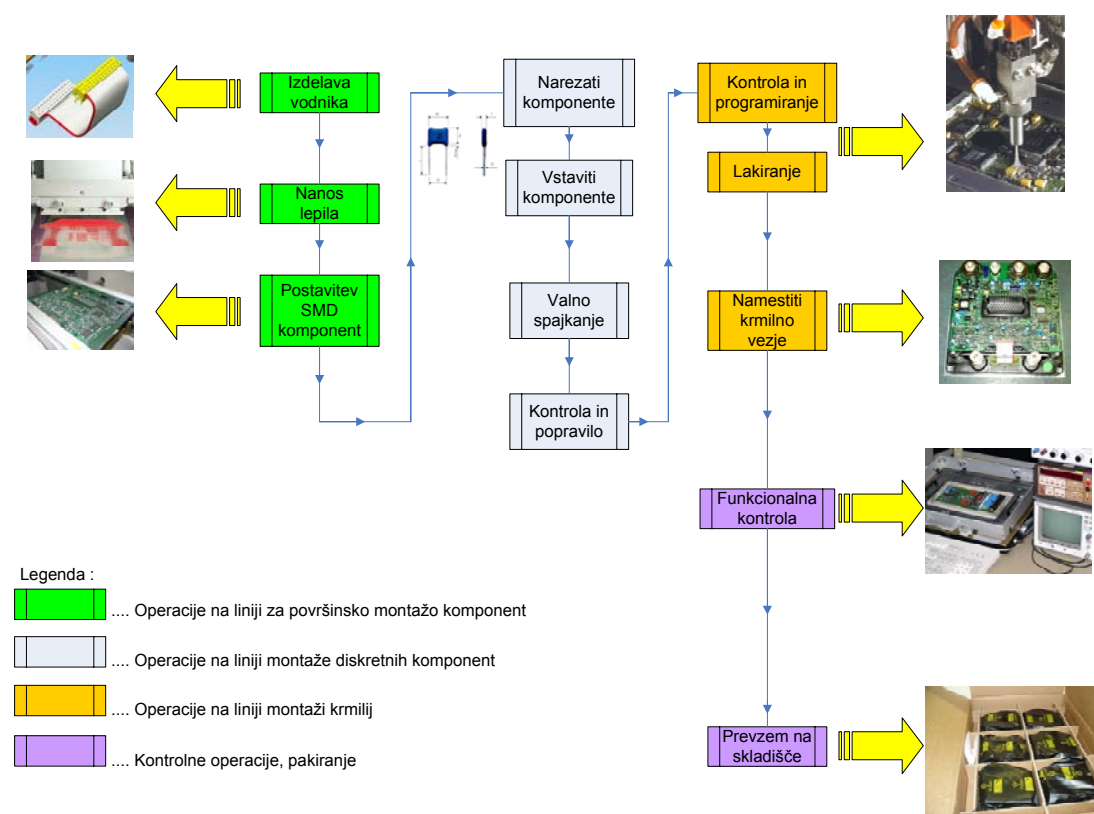 Izdelava
vodnika
Nanos
lepila
Postavitev
SMD
komponent
Narezati
komponente
Vstaviti
komponente
Valno
spajkanje
Kontrola in
popravilo
Kontrola in
programiranje
Lakiranje
Namestiti
krmilno
vezje
Funkcionalna
kontrola
Prevzem na
skladišče
Legenda :
.... Operacije na liniji za površinsko montažo komponent
.... Operacije na liniji montaže diskretnih komponent
.... Operacije na liniji montaži krmilij
.... Kontrolne operacije, pakiranje